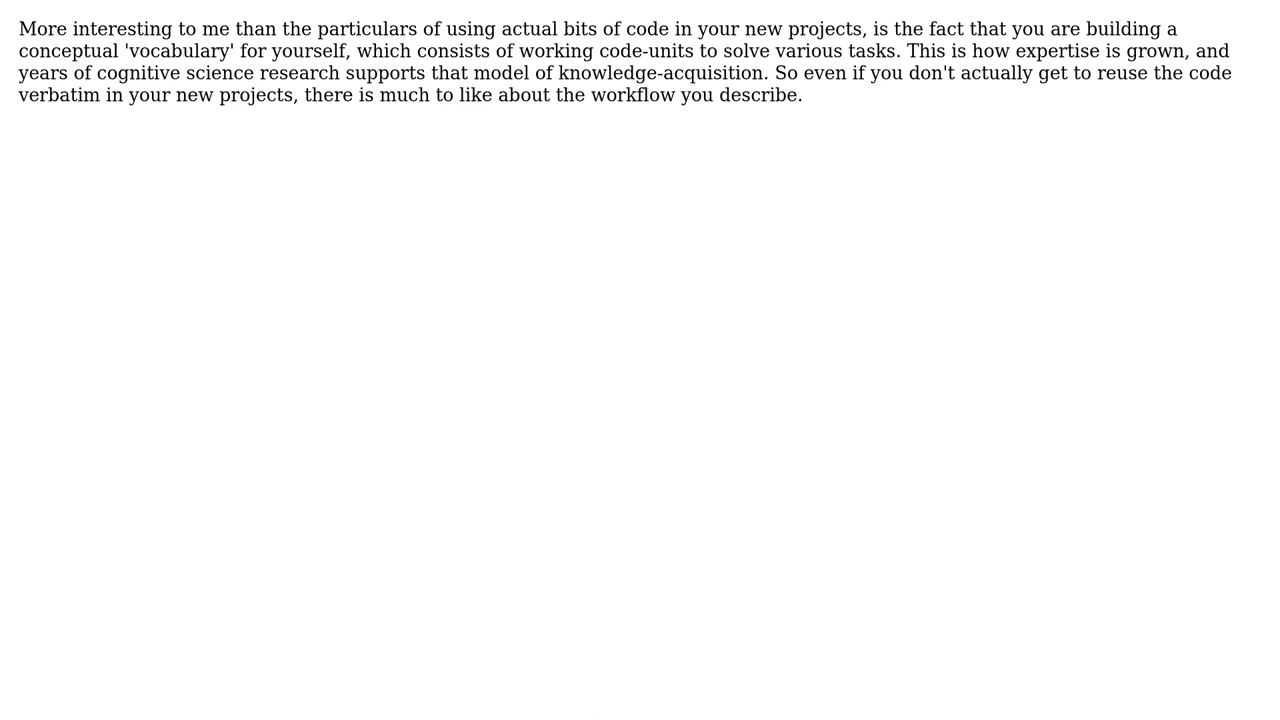 More interesting to me than the particulars of using actual bits of code in your new projects, is the fact that you are building a
conceptual 'vocabulary' for yourself, which consists of working code-units to solve various tasks. This is how expertise is grown, and
years of cognitive science research supports that model of knowledge-acquisition. So even if you don't actually get to reuse the code
verbatim in your new projects, there is much to like about the workflow you describe.